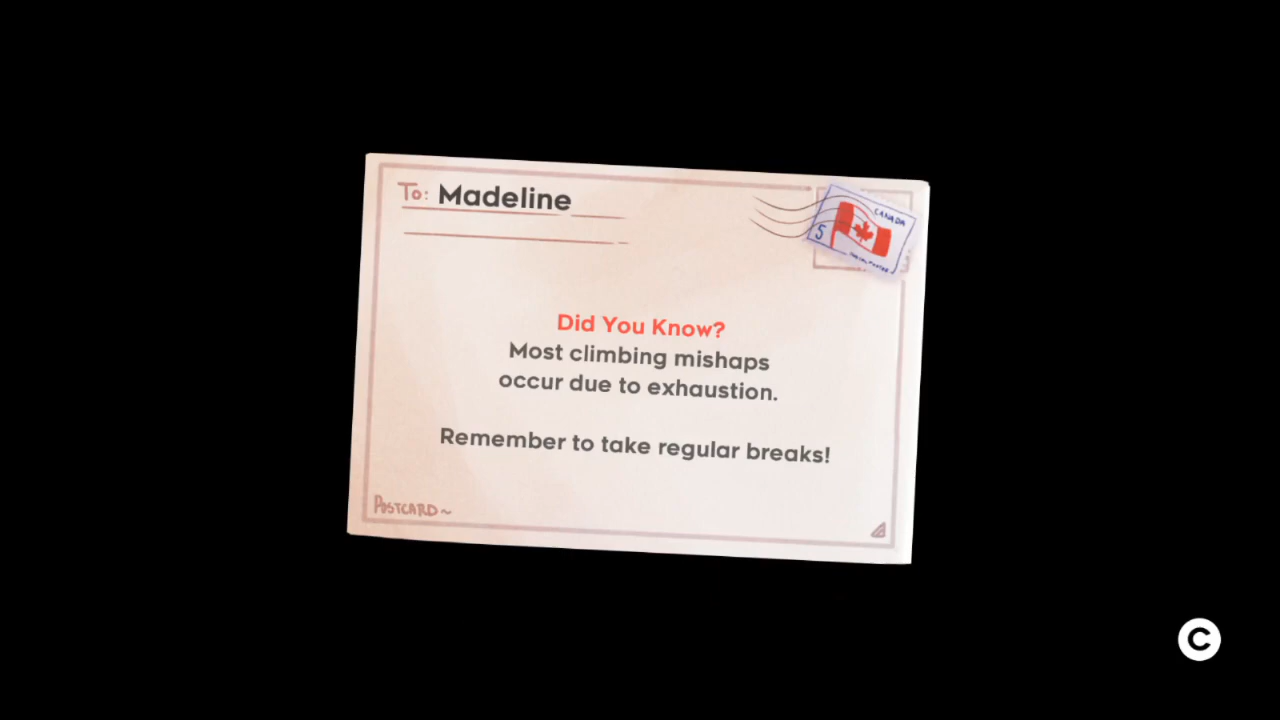 To: Madeline
CANADA
5
Did You Know?
Most climbing mishaps
occur due to exhaustion.
Remember to take regular breaks!
POSTCARD~
C